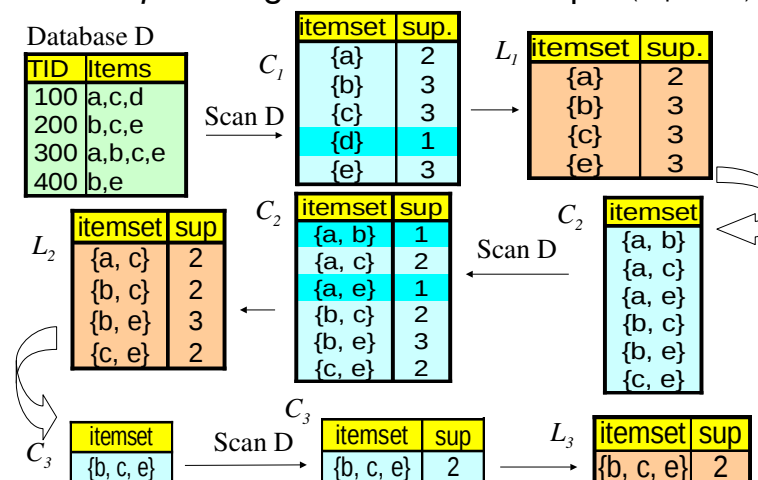 Database D
TID Items
100 a,c,d
200 b,c,e
300 a,b,c,e
400 b,e
Scan D
C1
itemset sup.
{a} 2
{b} 3
{c} 3
{d} 1
{e} 3
L1
itemset sup.
{a} 2
{b} 3
{c} 3
{e} 3
C2
itemset
{a, b}
{a, c}
{a, e}
{b, c}
{b, e}
{c, e}
Scan D
C2
itemset sup
{a, b} 1
{a, c} 2
{a, e} 1
{b, c} 2
{b, e} 3
{c, e} 2
L2
itemset sup
{a, c} 2
{b, c} 2
{b, e} 3
{c, e} 2
C3
itemset
{b, c, e}
Scan D
C3
itemset sup
{b, c, e} 2
L3
itemset sup
{b, c, e} 2